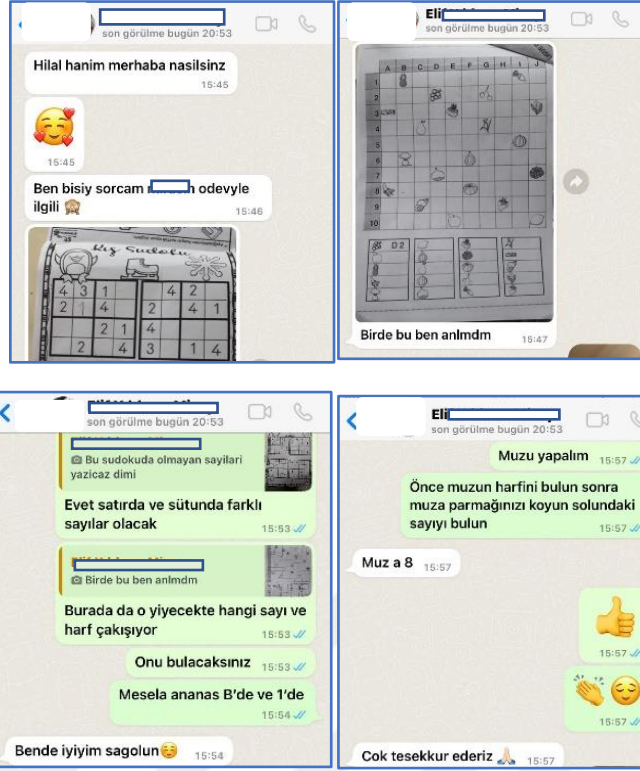 son görülme bugün 20:53
Hilal hanim merhaba nasilsinz
15:45
15:45
Ben bisiy sorcam odevyle
ilgili
15:46
Kış Sudoku
4 3 1 4 2
2 1 4 2 4 1
2 1 4
2 4 3 1 4
Eli
son görülme bugün 20:53
A B C D E F G H I J
1
2
3
4
5
6
7
8
9
10
D 2
Birde bu ben anlmdm
15:47
son görülme bugün 20:53
Bu sudokuda olmayan sayilari
yazicaz dimi
Evet satırda ve sütunda farklı
sayılar olacak
15:53
Birde bu ben anlmdm
Burada da o yiyecekte hangi sayı ve
harf çakışıyor
15:53
Onu bulacaksınız 15:53
Mesela ananas B'de ve 1'de
15:54
Bende iyiyim sagolun 15:54
Eli
son görülme bugün 20:53
Muzu yapalım 15:57
Önce muzun harfini bulun sonra
muza parmağınızı koyun solundaki
sayıyı bulun
15:57
Muz a 8 15:57
15:57
15:57
Cok tesekkur ederiz 15:57